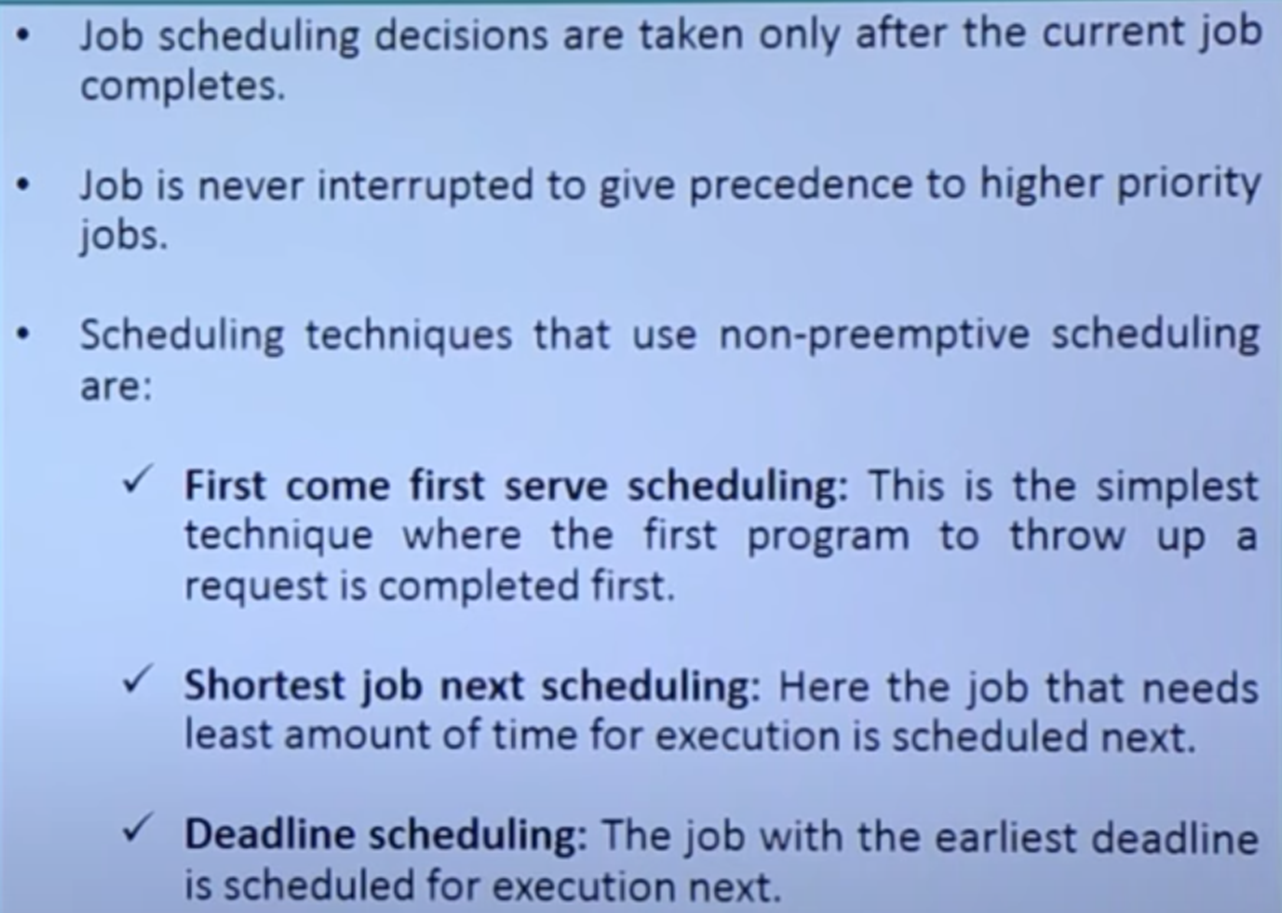 • Job scheduling decisions are taken only after the current job
completes.
• Job is never interrupted to give precedence to higher priority
jobs.
• Scheduling techniques that use non-preemptive scheduling
are:
✓ First come first serve scheduling: This is the simplest
technique where the first program to throw up a
request is completed first.
✓ Shortest job next scheduling: Here the job that needs
least amount of time for execution is scheduled next.
✓ Deadline scheduling: The job with the earliest deadline
is scheduled for execution next.